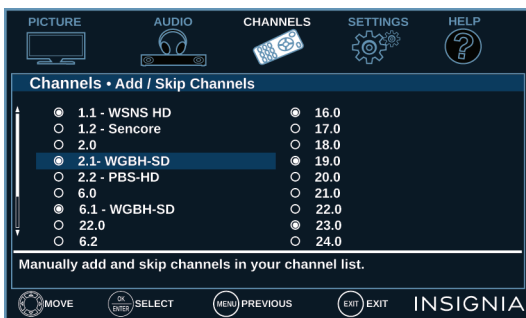 PICTURE AUDIO CHANNELS SETTINGS HELP
?
Channels • Add / Skip Channels
1.1 - WSNS HD 16.0
1.2 - Sencore 17.0
2.0 18.0
2.1- WGBH-SD 19.0
2.2 - PBS-HD 20.0
6.0 21.0
6.1 - WGBH-SD 22.0
22.0 23.0
6.2 24.0
Manually add and skip channels in your channel list.
MOVE OK ENTER SELECT MENU PREVIOUS EXIT EXIT INSIGNIA